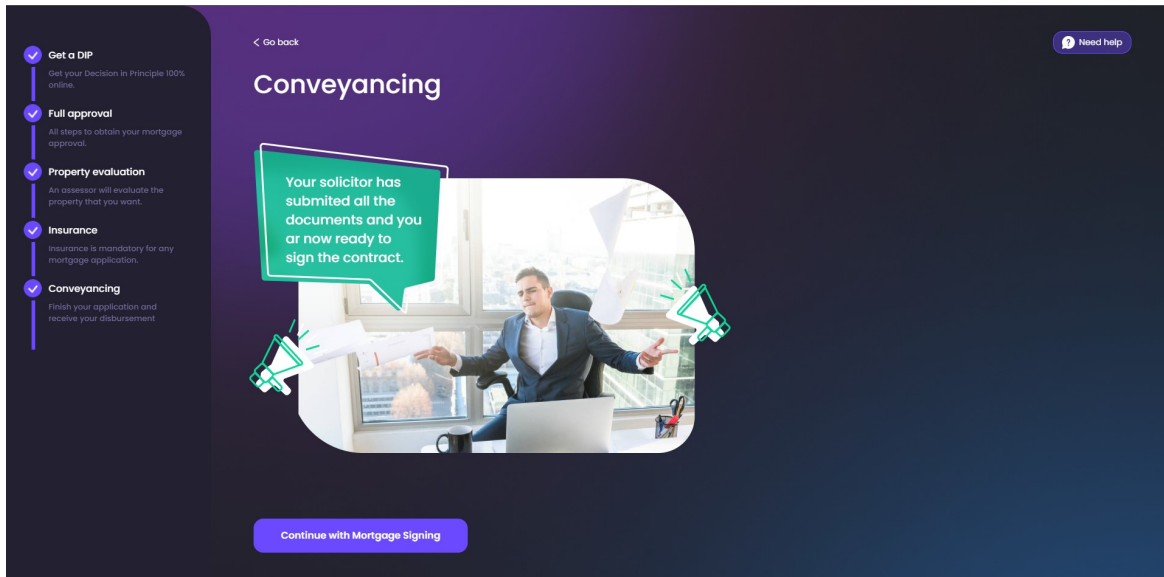 Get a DIP
Get your Decision in Principle 100%
online.
Full approval
All steps to obtain your mortgage
approval.
Property evaluation
An assessor will evaluate the
property that you want.
Insurance
Insurance is mandatory for any
mortgage application.
Conveyancing
Finish your application and
receive your disbursement
Go back
Need help
Conveyancing
Your solicitor has
submited all the
documents and you
ar now ready to
sign the contract.
Continue with Mortgage Signing